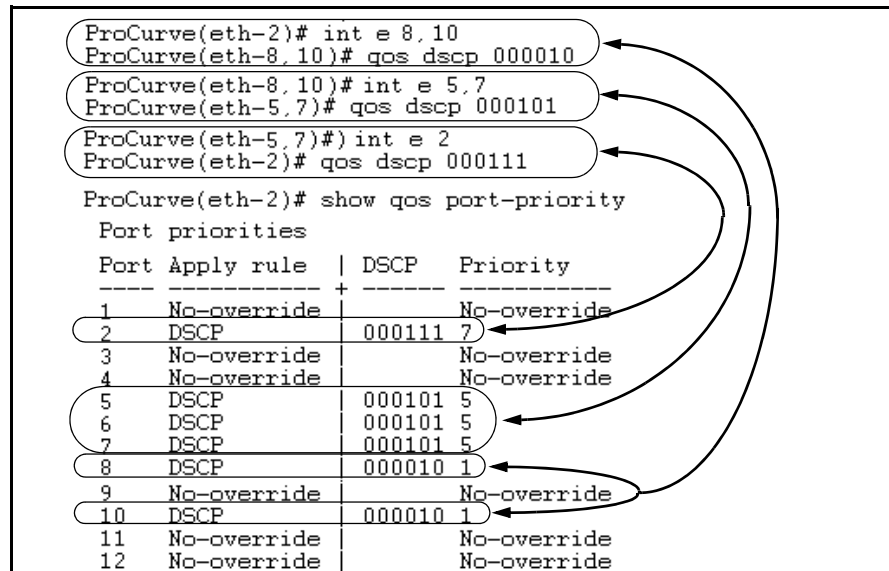 ProCurve(eth-2)# int e 8,10
ProCurve(eth-8,10)# qos dscp 000010
ProCurve(eth-8,10)# int e 5,7
ProCurve(eth-5,7)# qos dscp 000101
ProCurve(eth-5,7)#) int e 2
ProCurve(eth-2)# qos dscp 000111
ProCurve(eth-2)# show qos port-priority
Port priorities
Port Apply rule | DSCP Priority
---- ------------ + ------ ------------
1 No-override | No-override
2 DSCP | 000111 7
3 No-override | No-override
4 No-override | No-override
5 DSCP | 000101 5
6 DSCP | 000101 5
7 DSCP | 000101 5
8 DSCP | 000010 1
9 No-override | No-override
10 DSCP | 000010 1
11 No-override | No-override
12 No-override | No-override